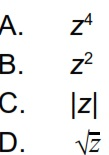 A. z⁴
B. z²
C. |z|
D. √z